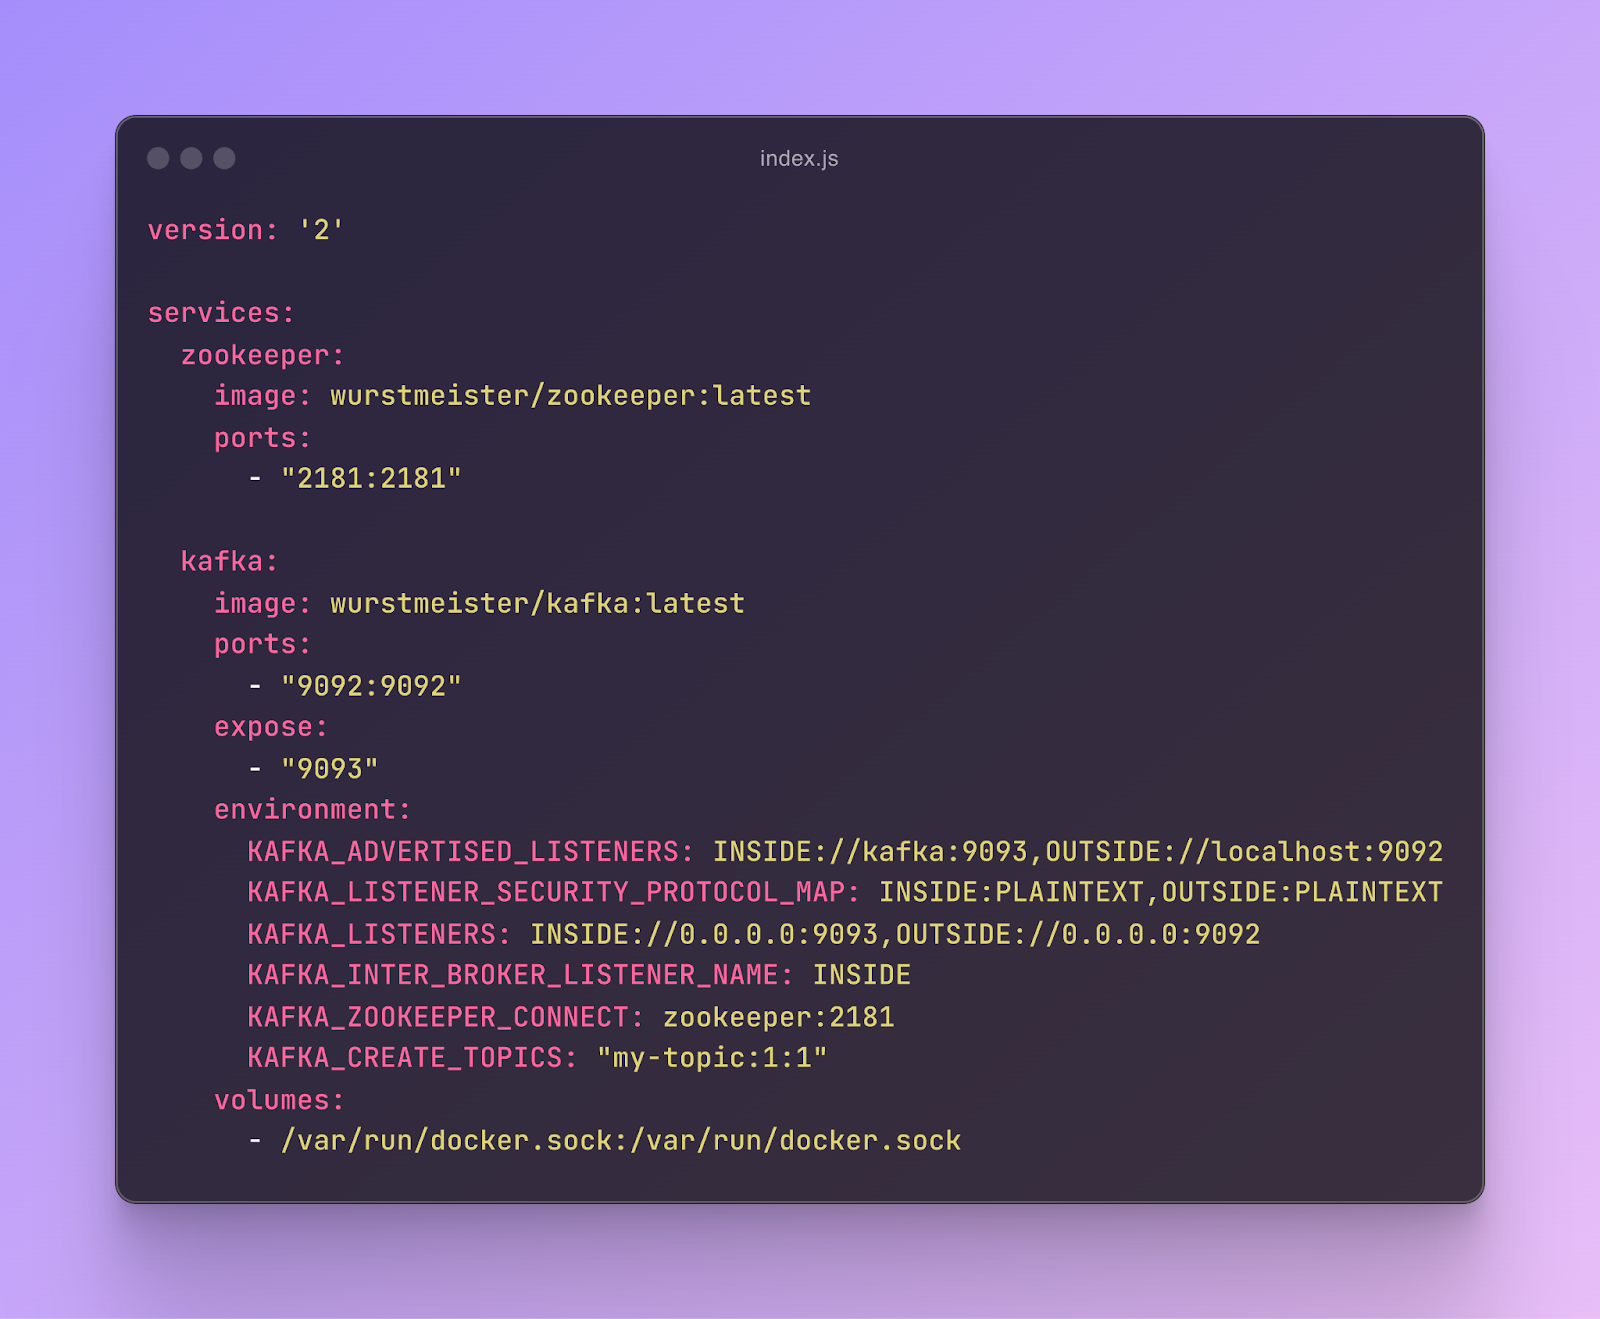 index.js
version: '2'
services:
  zookeeper:
    image: wurstmeister/zookeeper:latest
    ports:
      - "2181:2181"
  kafka:
    image: wurstmeister/kafka:latest
    ports:
      - "9092:9092"
    expose:
      - "9093"
    environment:
      KAFKA_ADVERTISED_LISTENERS: INSIDE://kafka:9093,OUTSIDE://localhost:9092
      KAFKA_LISTENER_SECURITY_PROTOCOL_MAP: INSIDE:PLAINTEXT,OUTSIDE:PLAINTEXT
      KAFKA_LISTENERS: INSIDE://0.0.0.0:9093,OUTSIDE://0.0.0.0:9092
      KAFKA_INTER_BROKER_LISTENER_NAME: INSIDE
      KAFKA_ZOOKEEPER_CONNECT: zookeeper:2181
      KAFKA_CREATE_TOPICS: "my-topic:1:1"
    volumes:
      - /var/run/docker.sock:/var/run/docker.sock